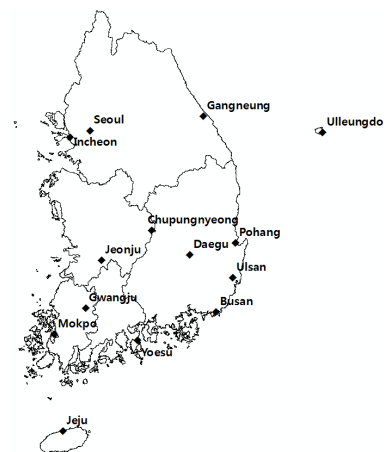 Gangneung
Seoul
Ulleungdo
Incheon
Chupungnyeong
Pohang
Daegu
Jeonju
Ulsan
Gwangju
Busan
Mokpo
Yoesu
Jeju